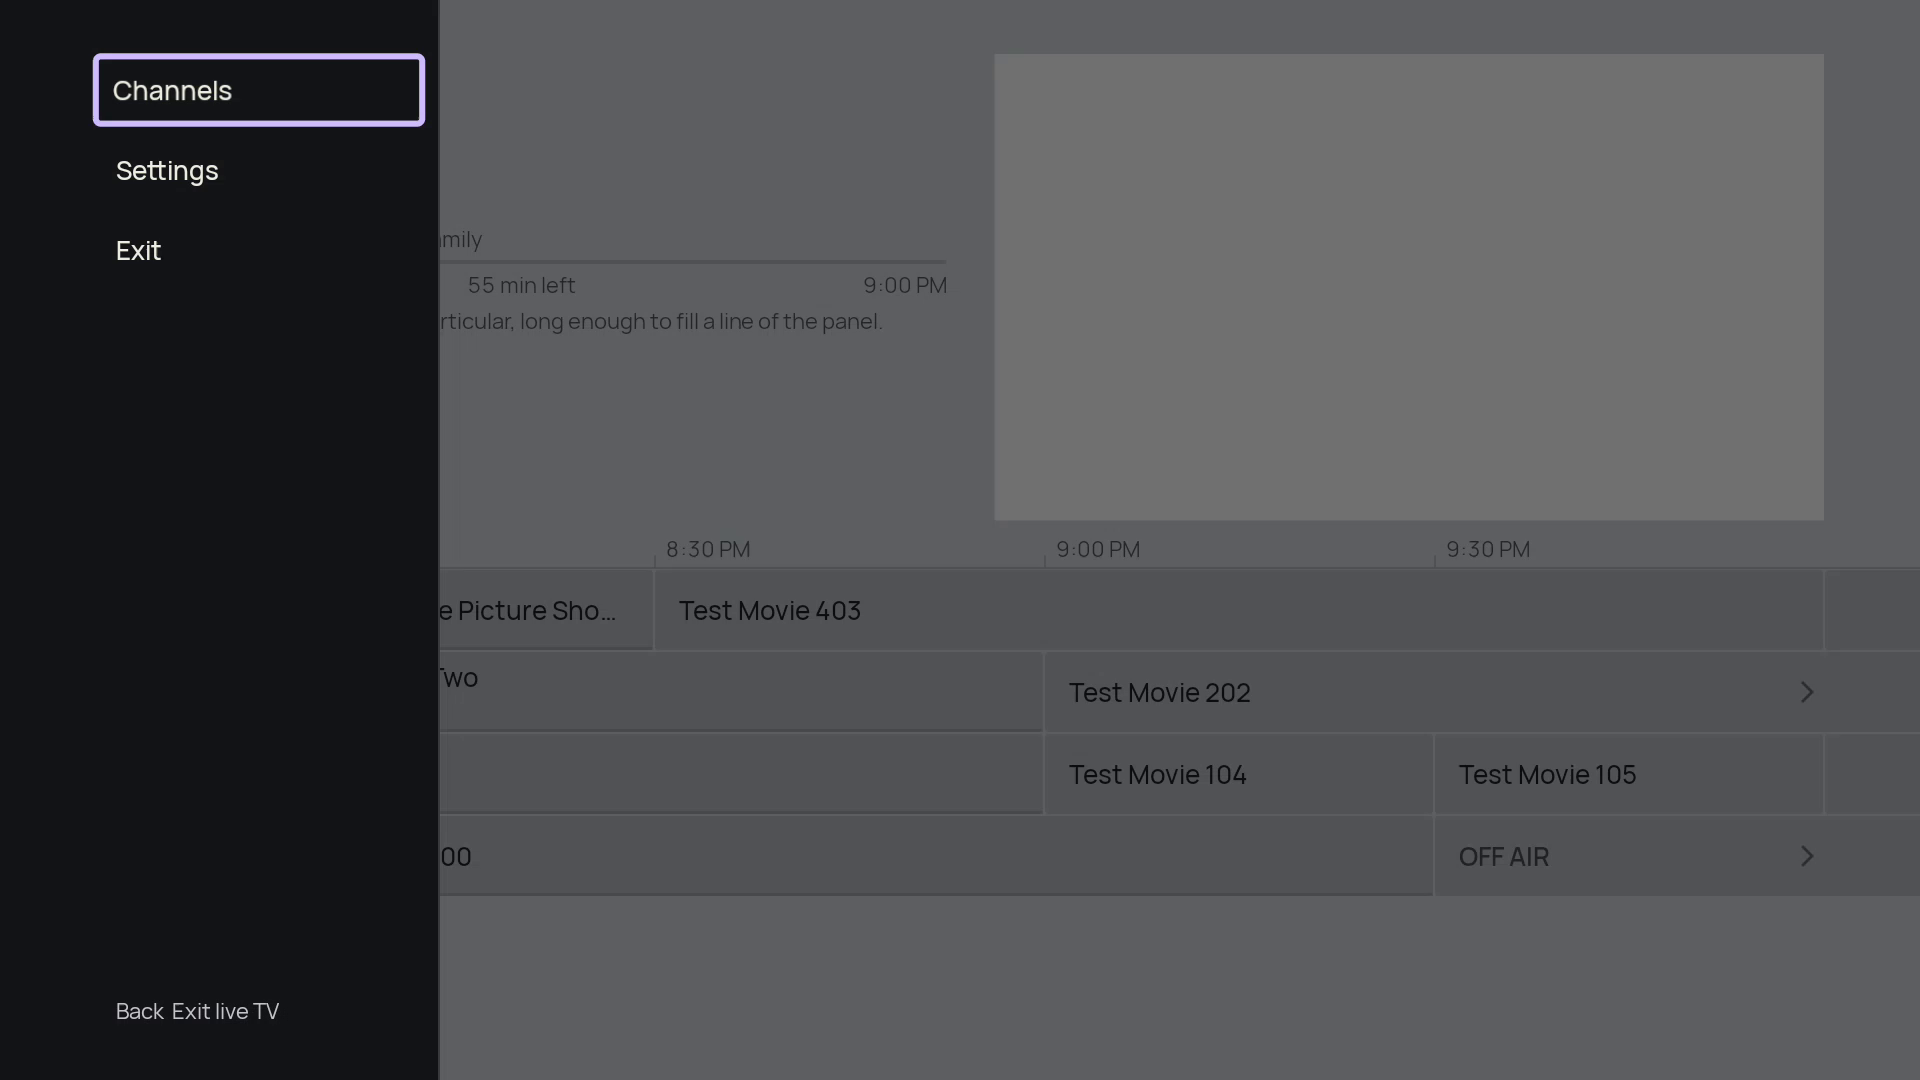 Channels
Settings
Exit
55 min left
9:00 PM
long enough to fill a line of the panel.
8:30 PM
9:00 PM
9:30 PM
Picture Sho...
Test Movie 403
Two
Test Movie 202
Test Movie 104
Test Movie 105
00
OFF AIR
Back Exit live TV